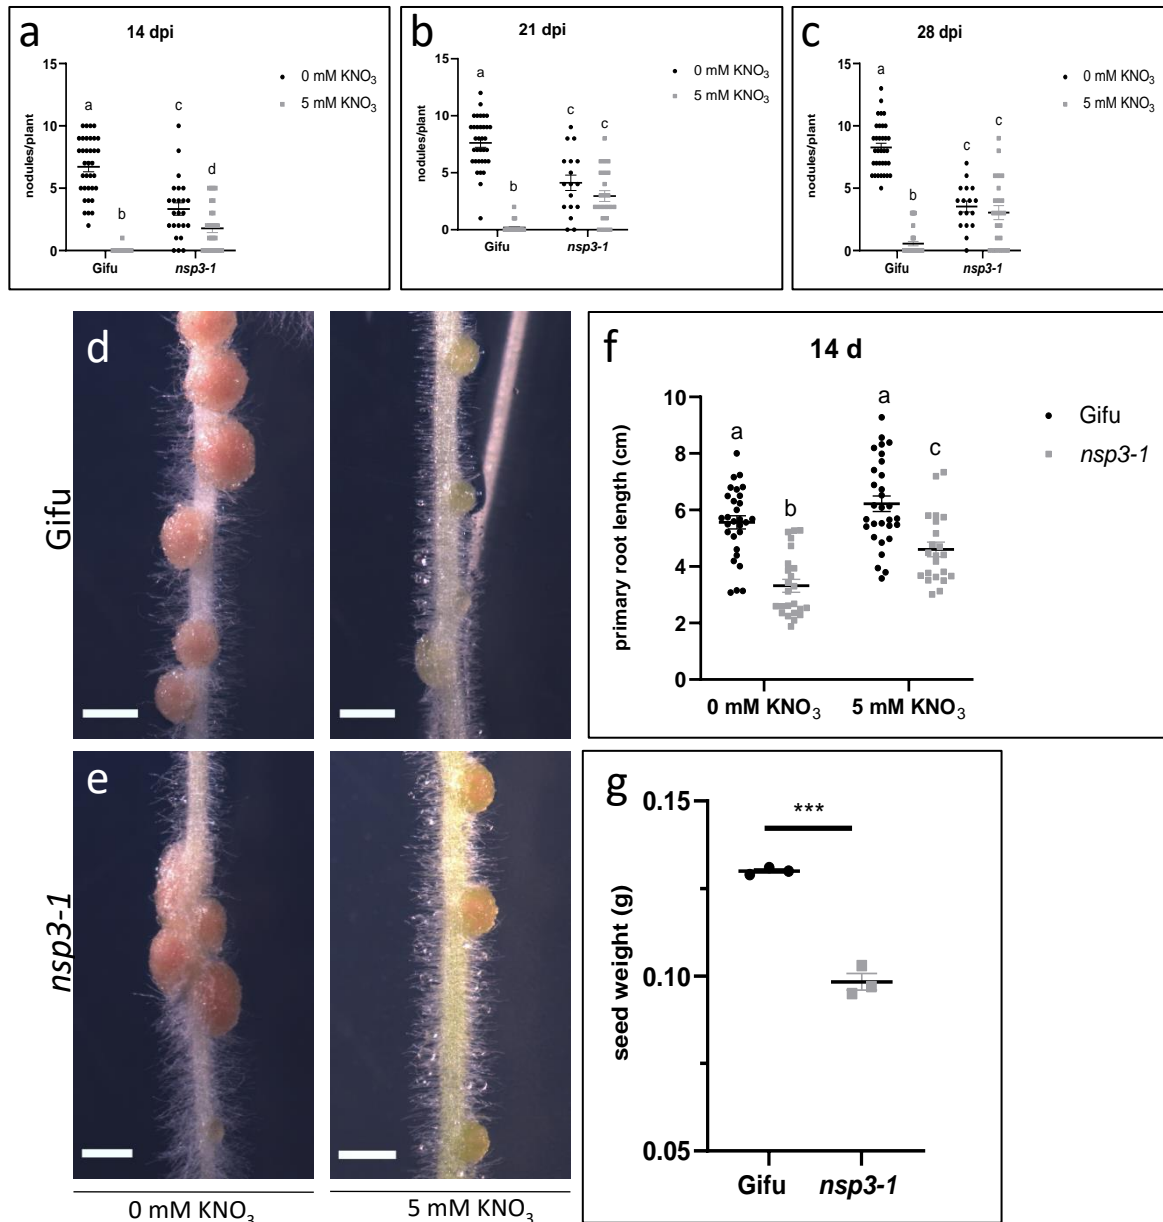 a
14 dpi
15
10
5
0
nodules/plant
a
b
c
d
Gifu
nsp3-1
0 mM KNO₃
5 mM KNO₃
b
21 dpi
15
10
5
0
nodules/plant
a
b
c
c
Gifu
nsp3-1
0 mM KNO₃
5 mM KNO₃
c
28 dpi
15
10
5
0
nodules/plant
a
b
c
c
Gifu
nsp3-1
0 mM KNO₃
5 mM KNO₃
d
Gifu
e
nsp3-1
0 mM KNO₃
5 mM KNO₃
f
14 d
10
8
6
4
2
0
primary root length (cm)
a
b
a
c
0 mM KNO₃
5 mM KNO₃
Gifu
nsp3-1
g
0.15
0.10
0.05
seed weight (g)
***
Gifu
nsp3-1